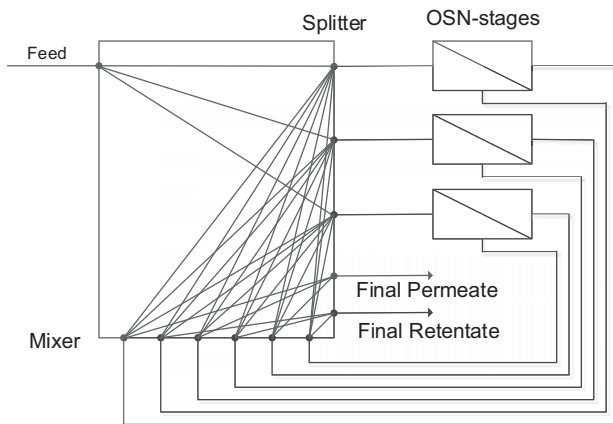 Splitter
OSN-stages
Feed
Final Permeate
Final Retentate
Mixer